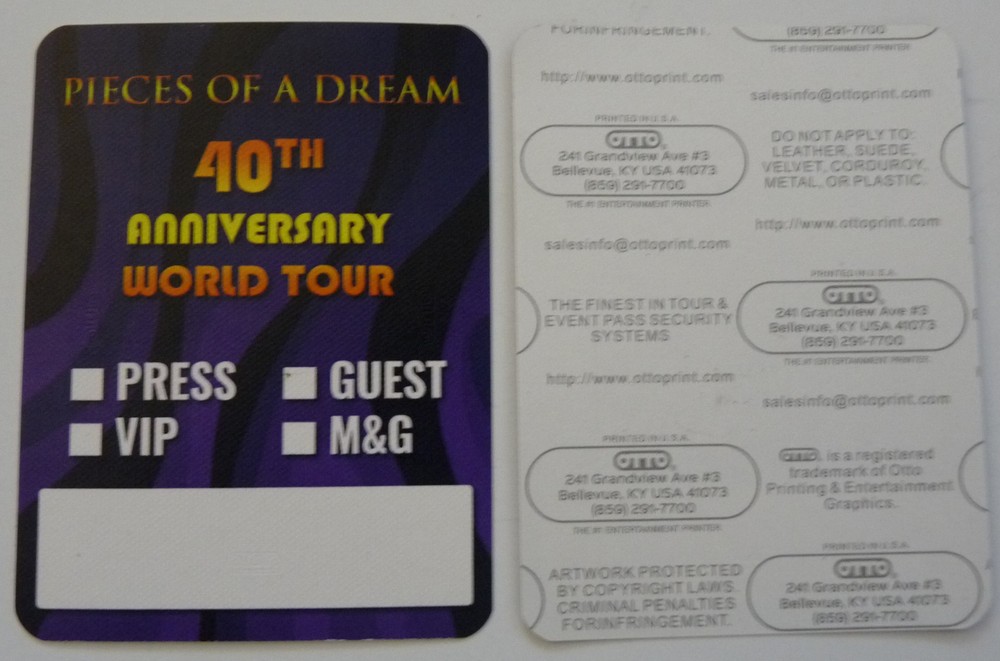 PIECES OF A DREAM
40TH
ANNIVERSARY
WORLD TOUR
PRESS
GUEST
VIP
M&G
FORINFRINGEMENT.
(859) 291-7700
THE #1 ENTERTAINMENT PRINTER
http://www.ottoprint.com
salesinfo@ottoprint.com
PRINTED IN U.S.A.
OTTO®
241 Grandview Ave #3
Bellevue, KY USA 41073
(859) 291-7700
THE #1 ENTERTAINMENT PRINTER
DO NOT APPLY TO:
LEATHER, SUEDE,
VELVET, CORDUROY,
METAL, OR PLASTIC.
salesinfo@ottoprint.com
http://www.ottoprint.com
THE FINEST IN TOUR &
EVENT PASS SECURITY
SYSTEMS
PRINTED IN U.S.A.
OTTO®
241 Grandview Ave #3
Bellevue, KY USA 41073
(859) 291-7700
THE #1 ENTERTAINMENT PRINTER
http://www.ottoprint.com
salesinfo@ottoprint.com
PRINTED IN U.S.A.
OTTO®
241 Grandview Ave #3
Bellevue, KY USA 41073
(859) 291-7700
THE #1 ENTERTAINMENT PRINTER
OTTO® is a registered
trademark of Otto
Printing & Entertainment
Graphics.
ARTWORK PROTECTED
BY COPYRIGHT LAWS
CRIMINAL PENALTIES
FORINFRINGEMENT.
PRINTED IN U.S.A.
OTTO®
241 Grandview Ave #3
Bellevue, KY USA 41073
(859) 291-7700